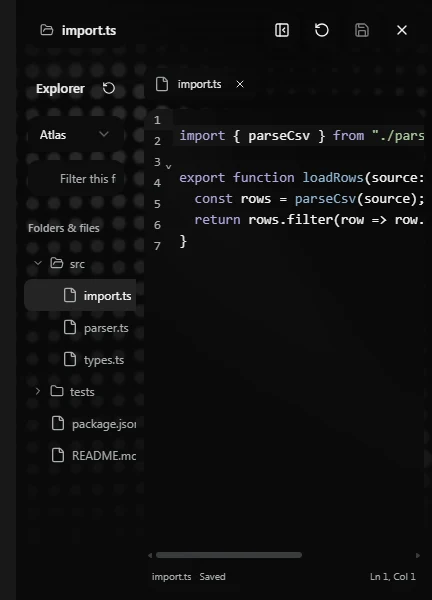 import.ts
Explorer
import.ts
Atlas
Filter this f
Folders & files
src
import.ts
parser.ts
types.ts
tests
package.jsor
README.mc
1
2 import { parseCsv } from "./pars
3
4 export function loadRows(source:
5 const rows = parseCsv(source);
6 return rows.filter(row => row.
7 }
import.ts Saved
Ln 1, Col 1